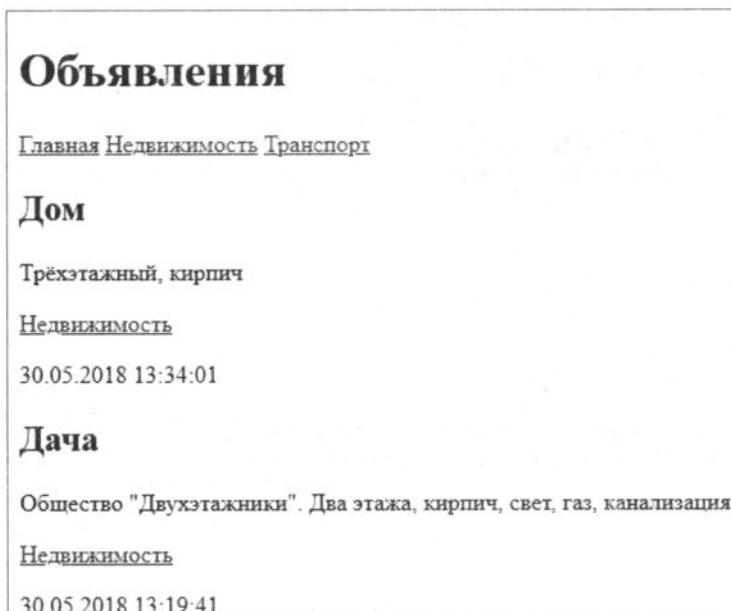 Объявления
Главная Недвижимость Транспорт
Дом
Трёхэтажный, кирпич
Недвижимость
30.05.2018 13:34:01
Дача
Общество "Двухэтажники". Два этажа, кирпич, свет, газ, канализация
Недвижимость
30.05.2018 13:19:41